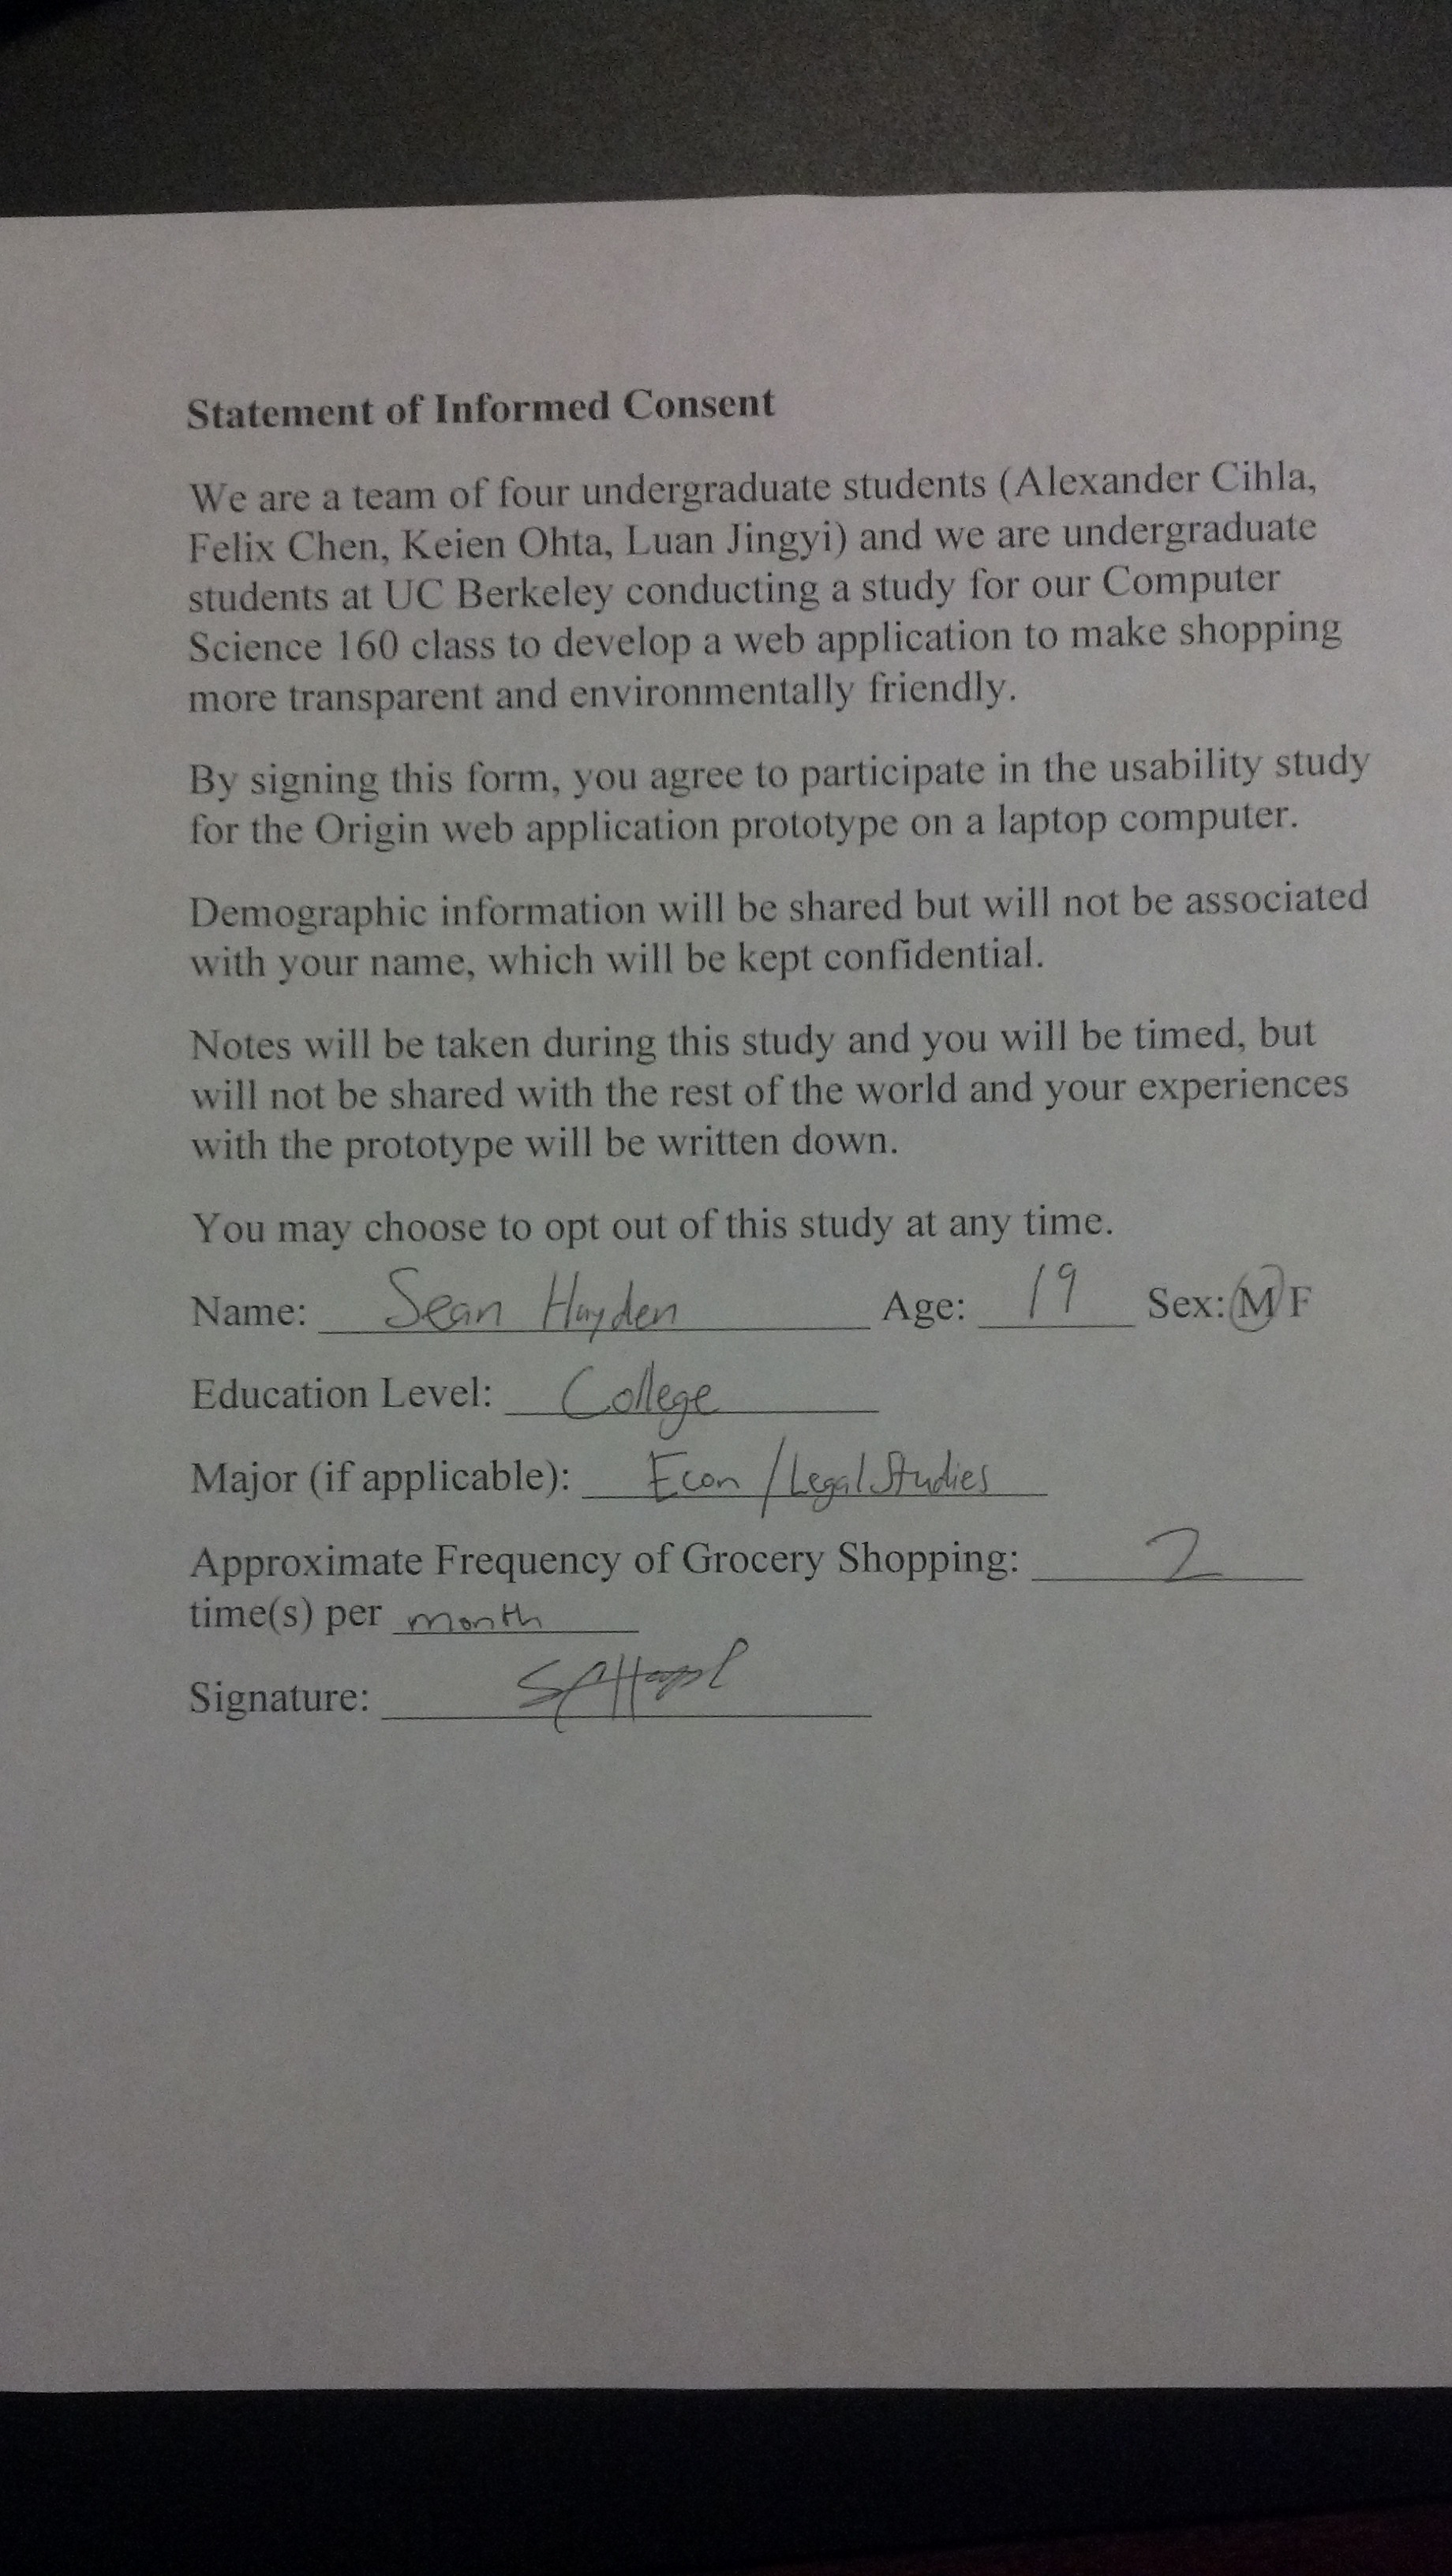 Statement of Informed Consent
We are a team of four undergraduate students (Alexander Cihla,
Felix Chen, Keien Ohta, Luan Jingyi) and we are undergraduate
students at UC Berkeley conducting a study for our Computer
Science 160 class to develop a web application to make shopping
more transparent and environmentally friendly.
By signing this form, you agree to participate in the usability study
for the Origin web application prototype on a laptop computer.
Demographic information will be shared but will not be associated
with your name, which will be kept confidential.
Notes will be taken during this study and you will be timed, but
will not be shared with the rest of the world and your experiences
with the prototype will be written down.
You may choose to opt out of this study at any time.
Name: Sean Hayden Age: 19 Sex: M F
Education Level: College
Major (if applicable): Econ / Legal Studies
Approximate Frequency of Grocery Shopping: 2
time(s) per month
Signature: